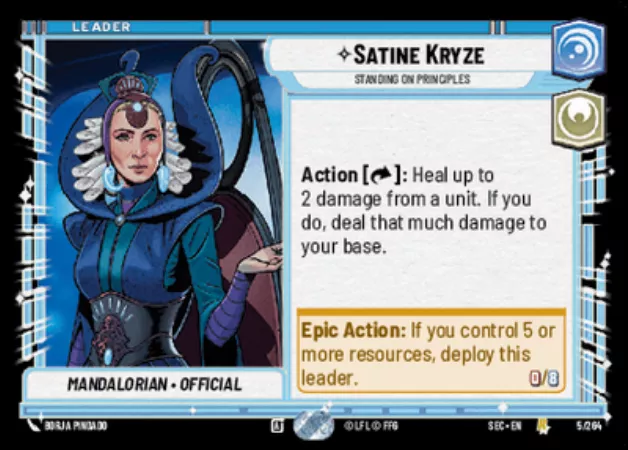 LEADER
SATINE KRYZE
STANDING ON PRINCIPLES
Action [ ]: Heal up to
2 damage from a unit. If you
do, deal that much damage to
your base.
Epic Action: If you control 5 or
more resources, deploy this
leader.
0/8
MANDALORIAN • OFFICIAL
BORJA PINDADO
A
©LFL © FFG
SEC • EN
5/264